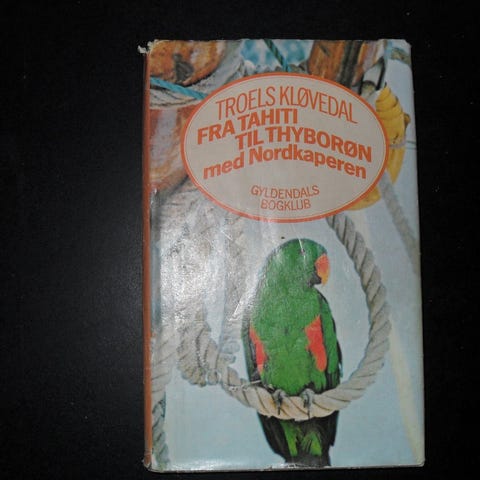 TROELS KLØVEDAL
FRA TAHITI
TIL THYBORØN
med Nordkaperen
GYLDENDALS
BOGKLUB